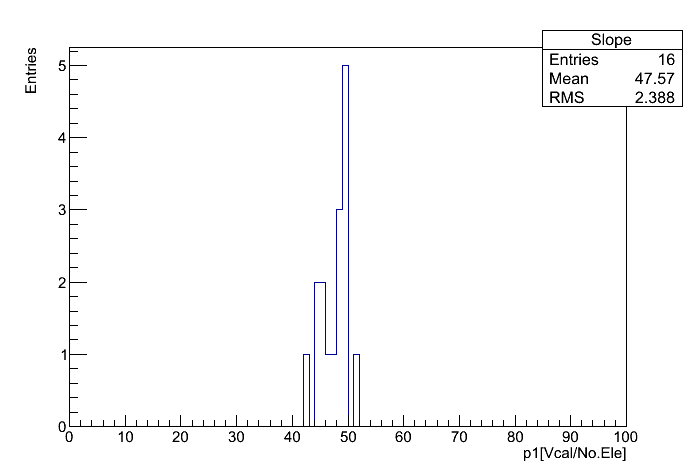 Slope
Entries 16
Mean 47.57
RMS 2.388
Entries
5
4
3
2
1
0
0 10 20 30 40 50 60 70 80 90 100
p1[Vcal/No.Ele]